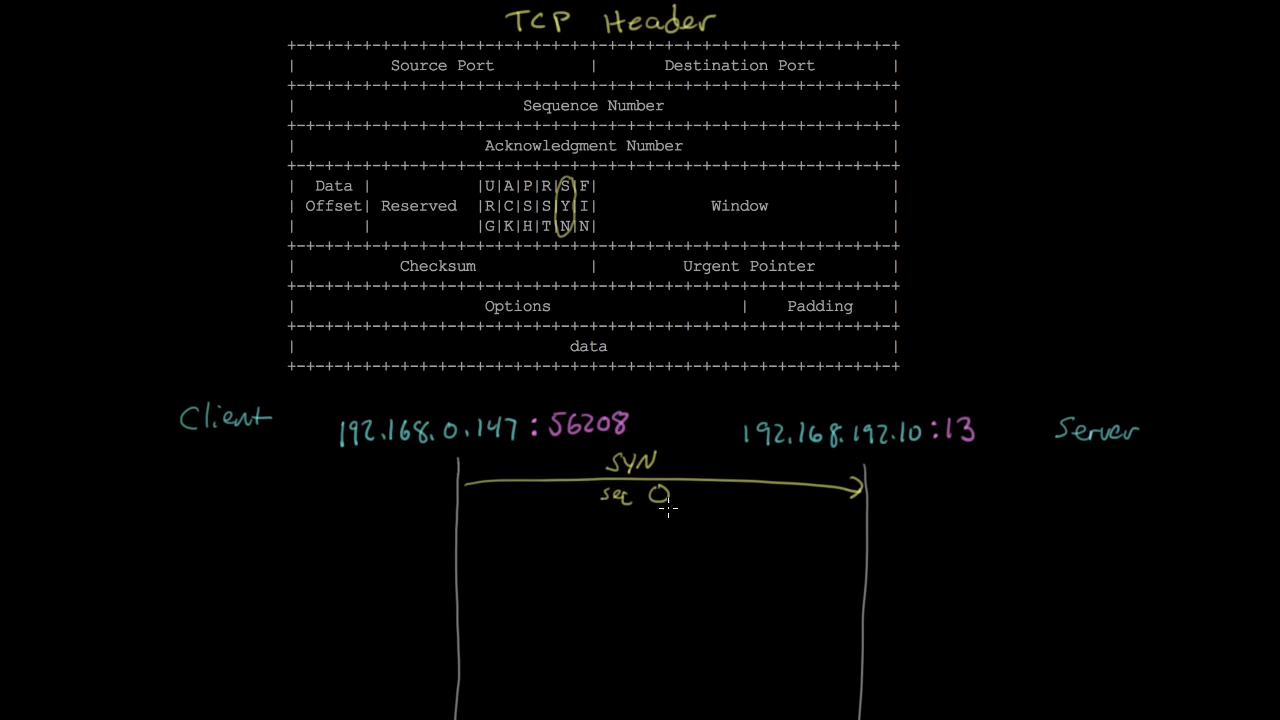 TCP Header
+-+-+-+-+-+-+-+-+-+-+-+-+-+-+-+-+-+-+-+-+-+-+-+-+-+-+-+-+-+-+-+-+
|          Source Port          |       Destination Port        |
+-+-+-+-+-+-+-+-+-+-+-+-+-+-+-+-+-+-+-+-+-+-+-+-+-+-+-+-+-+-+-+-+
|                        Sequence Number                        |
+-+-+-+-+-+-+-+-+-+-+-+-+-+-+-+-+-+-+-+-+-+-+-+-+-+-+-+-+-+-+-+-+
|                    Acknowledgment Number                      |
+-+-+-+-+-+-+-+-+-+-+-+-+-+-+-+-+-+-+-+-+-+-+-+-+-+-+-+-+-+-+-+-+
|  Data |           |U|A|P|R|S|F|                               |
| Offset| Reserved  |R|C|S|S|Y|I|            Window             |
|       |           |G|K|H|T|N|N|                               |
+-+-+-+-+-+-+-+-+-+-+-+-+-+-+-+-+-+-+-+-+-+-+-+-+-+-+-+-+-+-+-+-+
|           Checksum            |         Urgent Pointer        |
+-+-+-+-+-+-+-+-+-+-+-+-+-+-+-+-+-+-+-+-+-+-+-+-+-+-+-+-+-+-+-+-+
|                    Options                    |    Padding    |
+-+-+-+-+-+-+-+-+-+-+-+-+-+-+-+-+-+-+-+-+-+-+-+-+-+-+-+-+-+-+-+-+
|                             data                              |
+-+-+-+-+-+-+-+-+-+-+-+-+-+-+-+-+-+-+-+-+-+-+-+-+-+-+-+-+-+-+-+-+
Client 192.168.0.147:56208 192.168.192.10:13 Server
SYN
seq 0